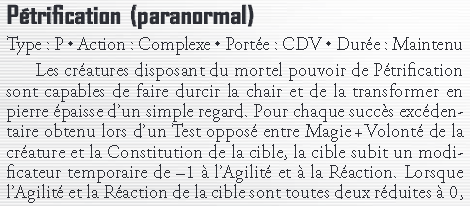 Pétrification (paranormal)
Type : P • Action : Complexe • Portée : CDV • Durée : Maintenu
Les créatures disposant du mortel pouvoir de Pétrification
sont capables de faire durcir la chair et de la transformer en
pierre épaisse d’un simple regard. Pour chaque succès excéden-
taire obtenu lors d’un Test opposé entre Magie+Volonté de la
créature et la Constitution de la cible, la cible subit un modi-
ficateur temporaire de –1 à l’Agilité et à la Réaction. Lorsque
l’Agilité et la Réaction de la cible sont toutes deux réduites à 0,